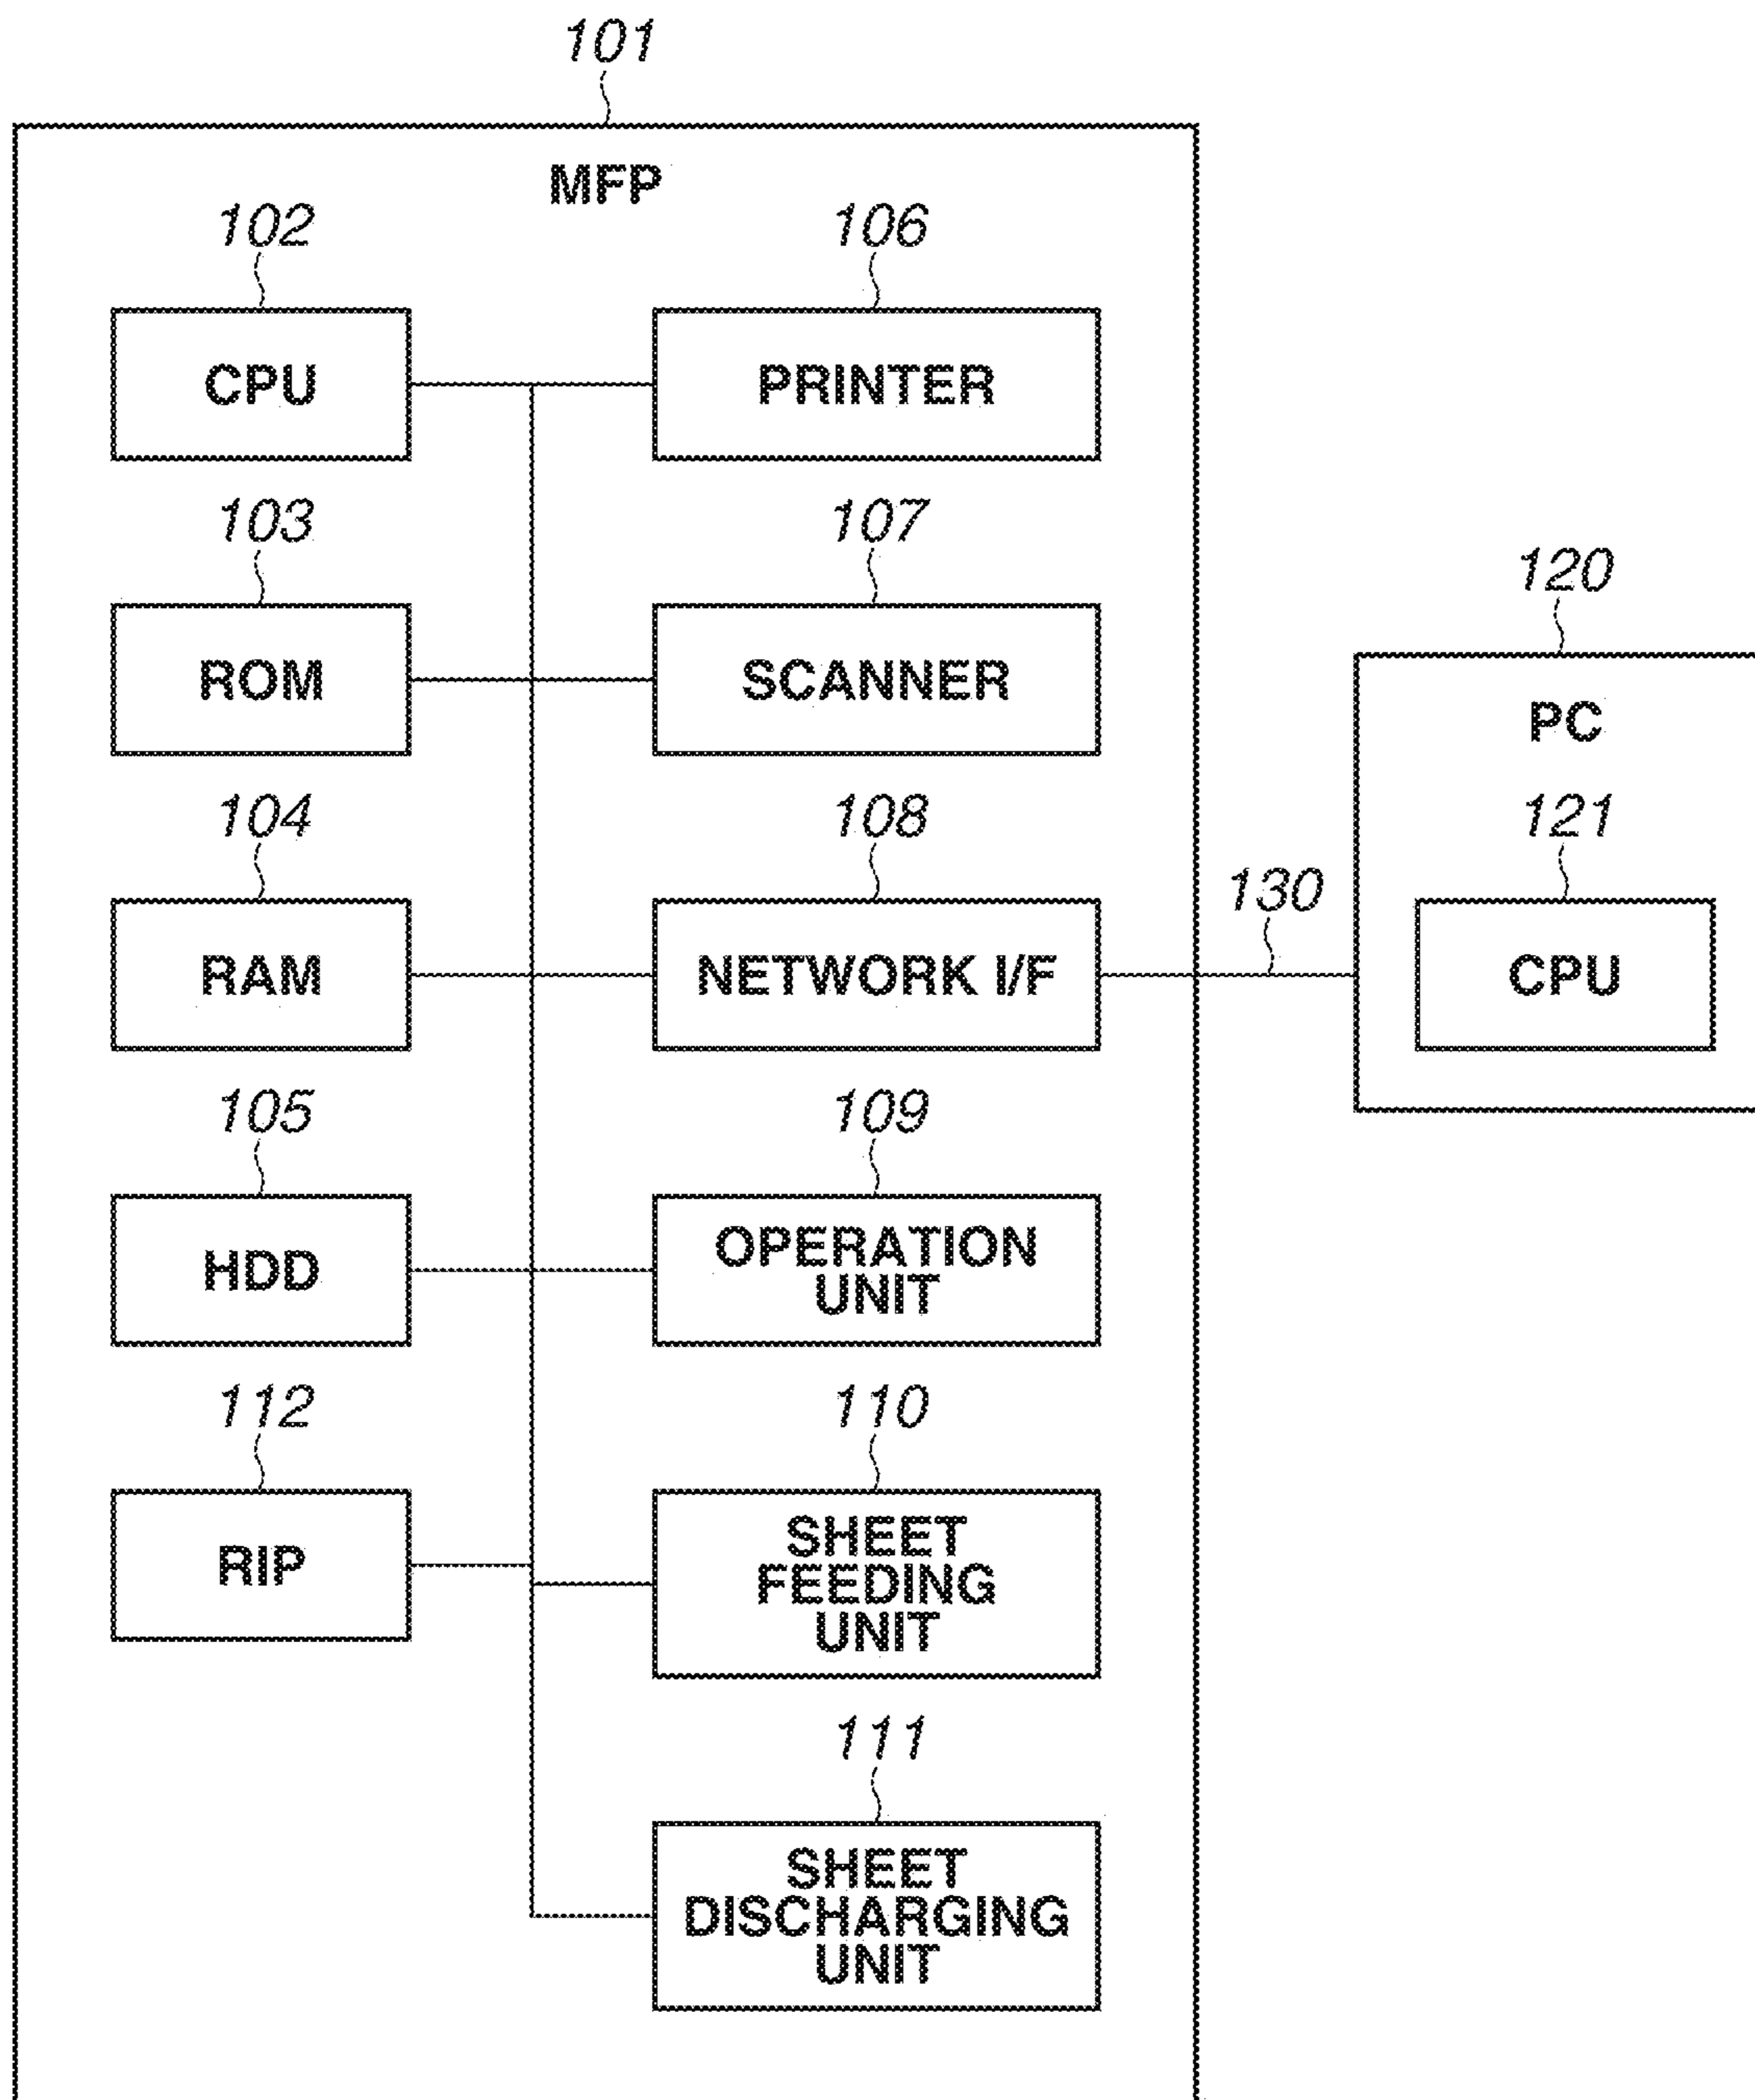 101
MFP
102
106
CPU
PRINTER
103
107
ROM
SCANNER
120
PC
104
108
121
130
RAM
NETWORK I/F
CPU
105
109
HDD
OPERATION
UNIT
112
110
RIP
SHEET
FEEDING
UNIT
111
SHEET
DISCHARGING
UNIT